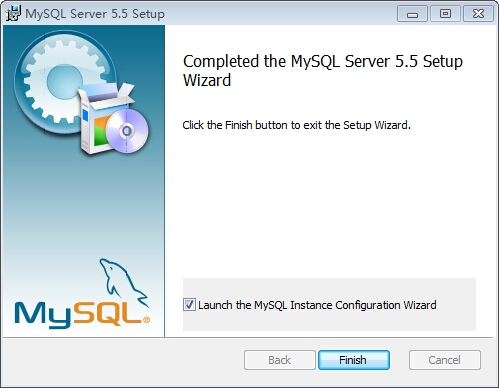 MySQL Server 5.5 Setup
Completed the MySQL Server 5.5 Setup
Wizard
Click the Finish button to exit the Setup Wizard.
MySQL®
Launch the MySQL Instance Configuration Wizard
Back
Finish
Cancel